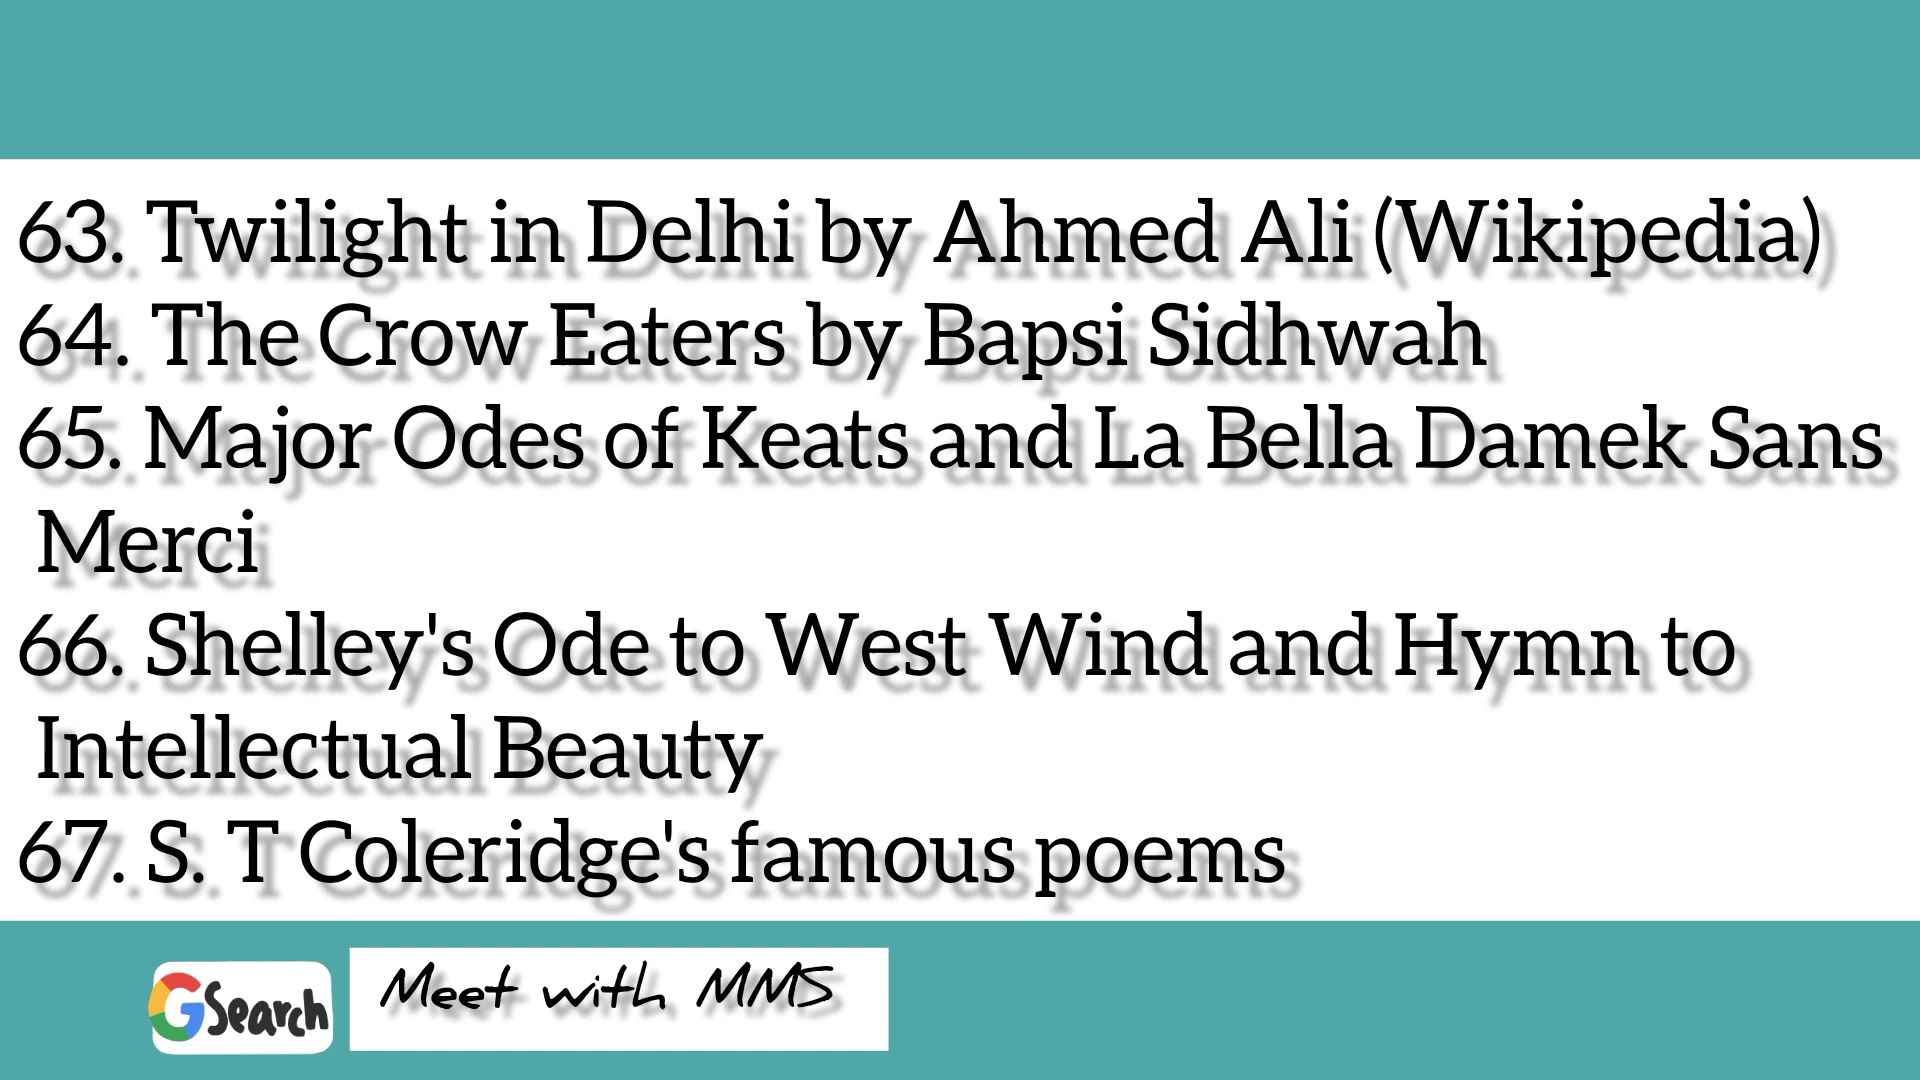 63. Twilight in Delhi by Ahmed Ali (Wikipedia)
64. The Crow Eaters by Bapsi Sidhwah
65. Major Odes of Keats and La Bella Damek Sans
Merci
66. Shelley's Ode to West Wind and Hymn to
Intellectual Beauty
67. S. T Coleridge's famous poems
G Search
Meet with MMS